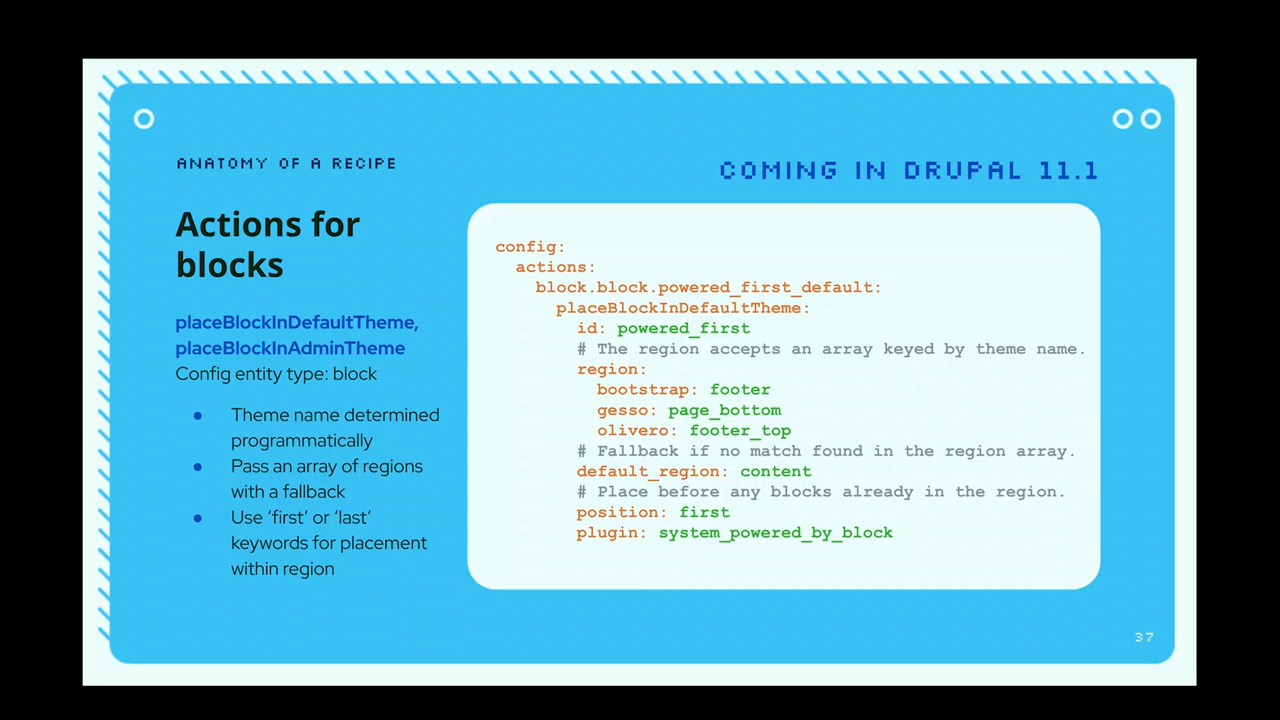 ANATOMY OF A RECIPE
COMING IN DRUPAL 11.1
Actions for
blocks
placeBlockInDefaultTheme,
placeBlockInAdminTheme
Config entity type: block
● Theme name determined
programmatically
● Pass an array of regions
with a fallback
● Use ‘first’ or ‘last’
keywords for placement
within region
config:
  actions:
    block.block.powered_first_default:
      placeBlockInDefaultTheme:
        id: powered_first
        # The region accepts an array keyed by theme name.
        region:
          bootstrap: footer
          gesso: page_bottom
          olivero: footer_top
        # Fallback if no match found in the region array.
        default_region: content
        # Place before any blocks already in the region.
        position: first
        plugin: system_powered_by_block
37